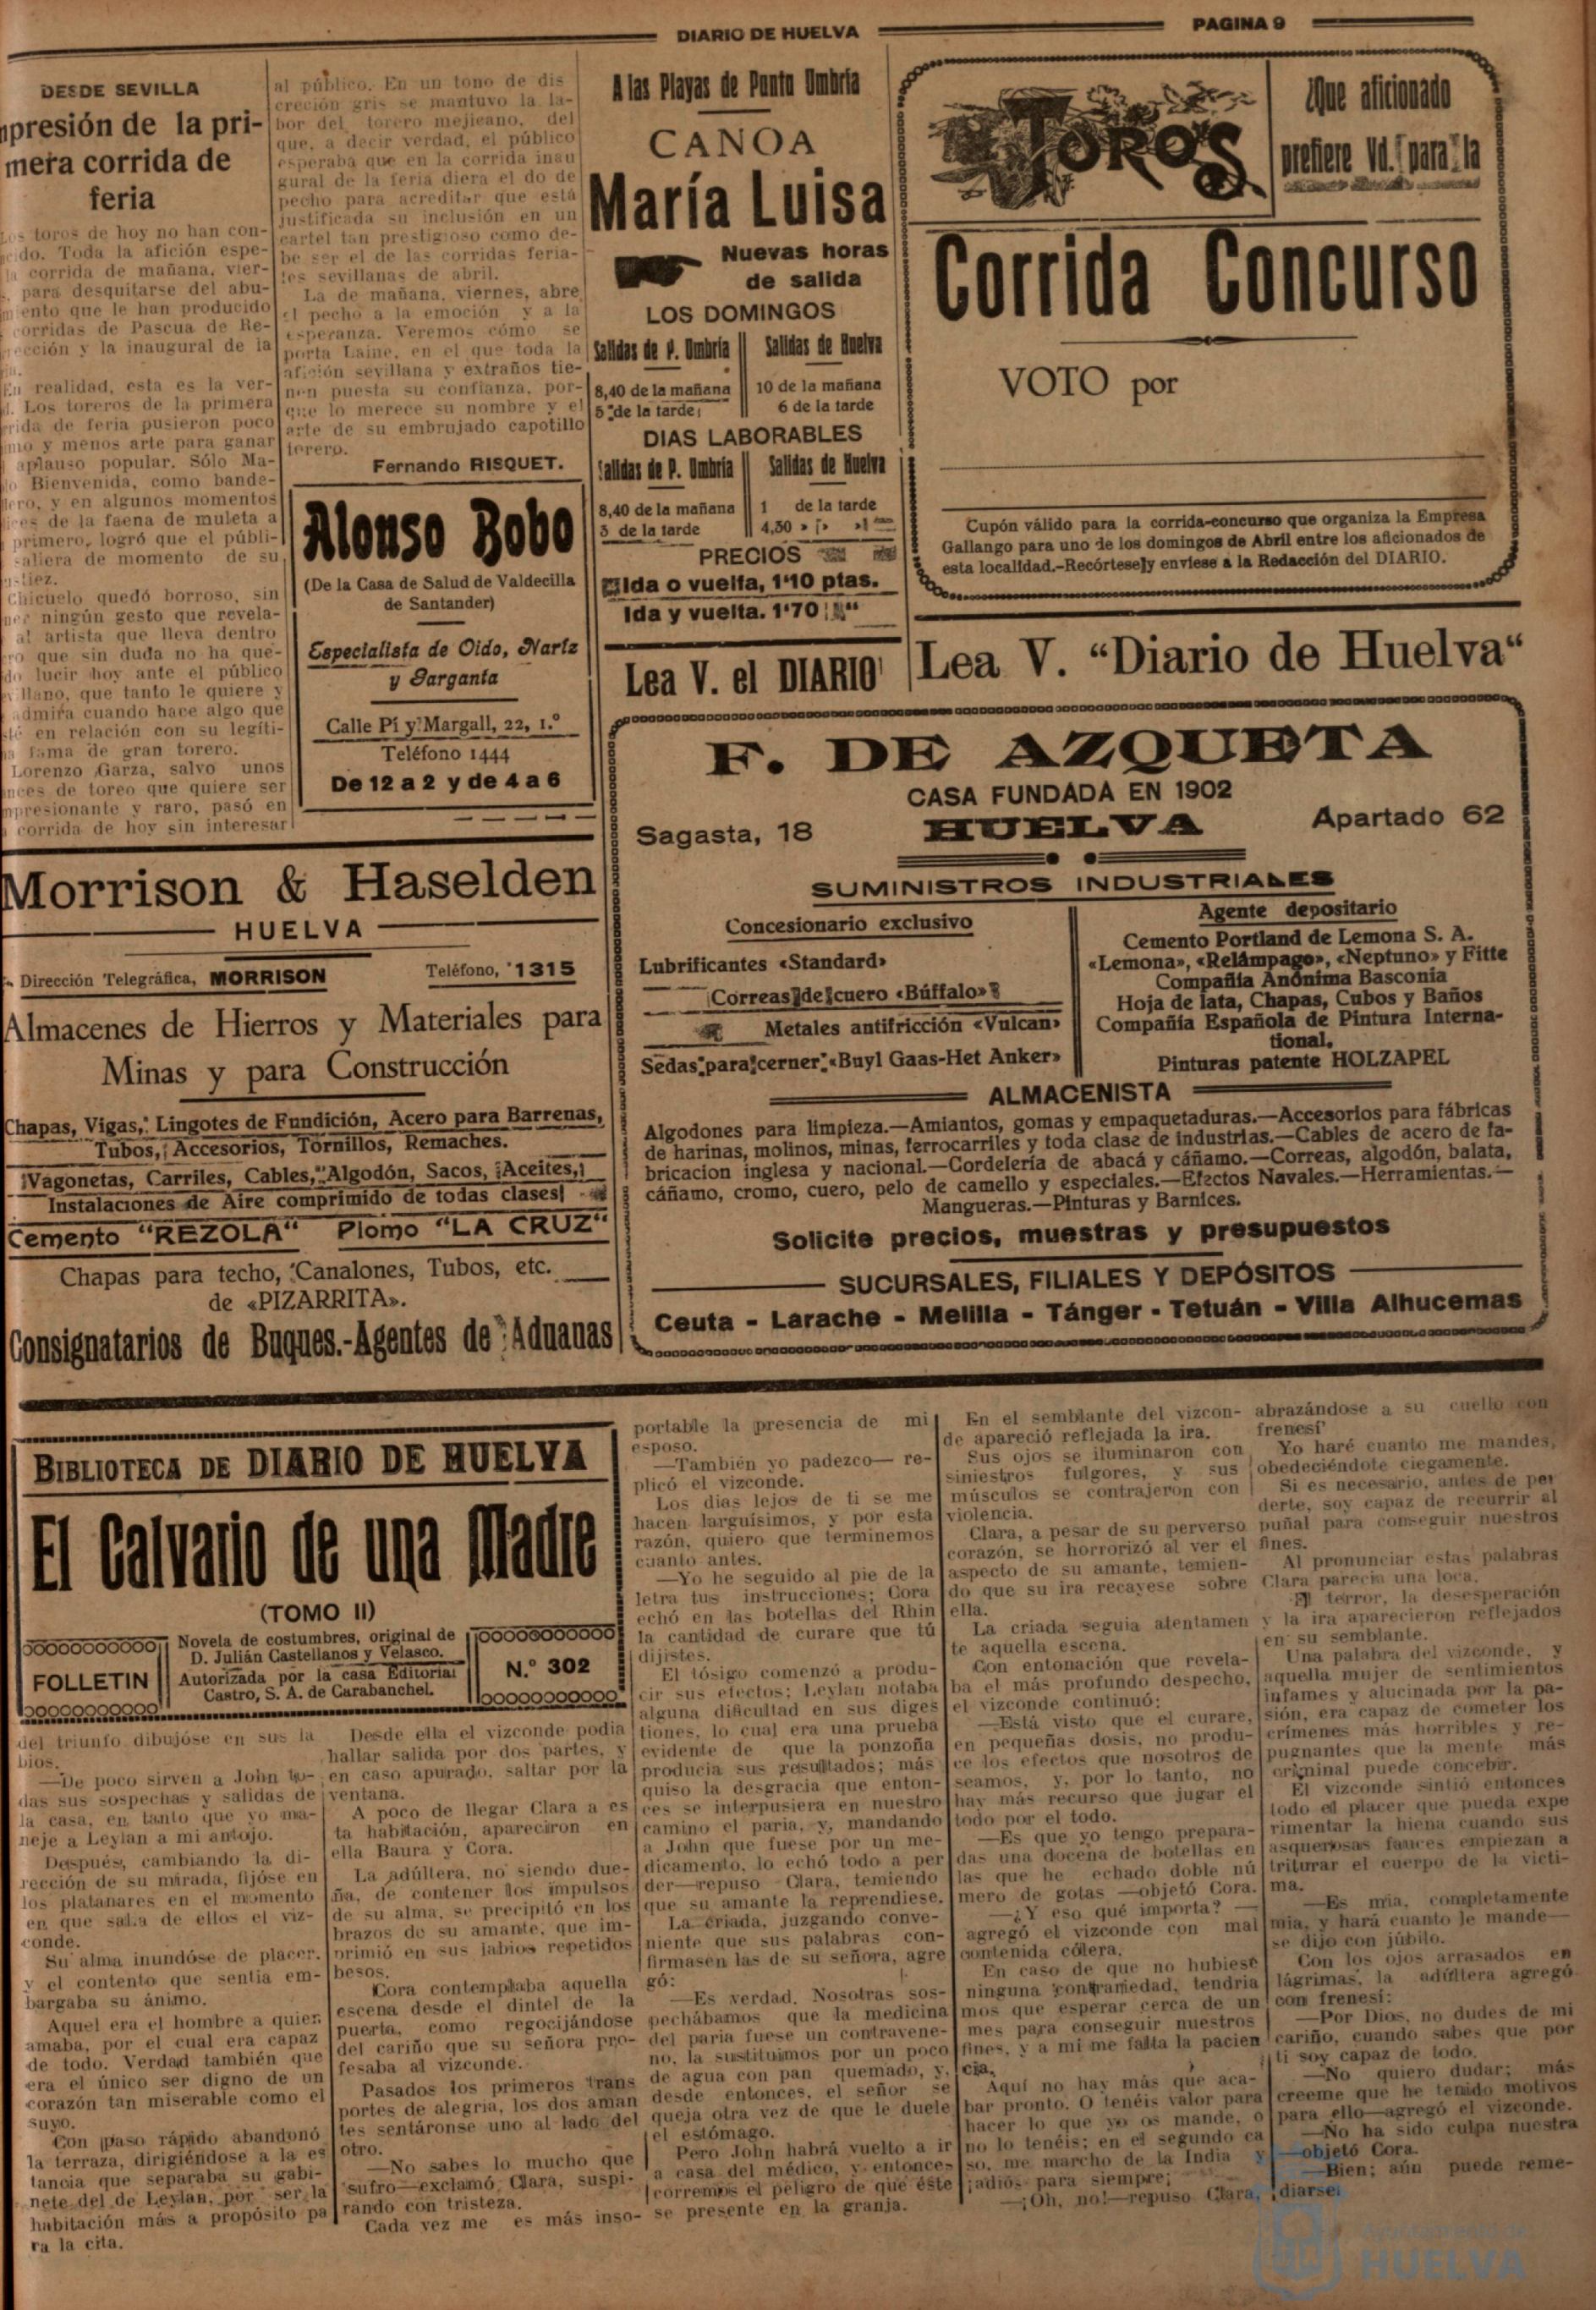 DIARIO DE HUELVA
PAGINA 9
DESDE SEVILLA
presión de la pri-
mera corrida de
feria
toros de hoy no han con-
cido. Toda la afición espe-
la corrida de mañana, vier-
para desquitarse del abu-
miento que le han producido
corridas de Pascua de Re-
rección y la inaugural de la
En realidad, esta es la ver-
Los toreros de la primera
rrida de feria pusieron poco
mo y menos arte para ganar
aplauso popular. Sólo Ma-
lo Bienvenida, como bande-
llero, y en algunos momentos
de la faena de muleta a
primero, logró que el públi-
saliera de momento de su
Chicuelo quedó borroso, sin
ningún gesto que revela-
al artista que lleva dentro
ro que sin duda no ha que-
do lucir hoy ante el público
villano, que tanto le quiere y
admira cuando hace algo que
sté en relación con su legíti-
fama de gran torero.
Lorenzo Garza, salvo unos
nces de toreo que quiere ser
mpresionante y raro, pasó en
corrida de hoy sin interesar
al público. En un tono de dis
creción gris se mantuvo la la-
bor del torero mejicano, del
que, a decir verdad, el público
esperaba que en la corrida inau
gural de la feria diera el do de
pecho para acreditar que está
justificada su inclusión en un
cartel tan prestigioso como de-
be ser el de las corridas feria-
les sevillanas de abril.
La de mañana, viernes, abre
el pecho a la emoción y a la
esperanza. Veremos cómo se
porta Laine, en el que toda la
afición sevillana y extraños tie-
nen puesta su confianza, por-
que lo merece su nombre y el
arte de su embrujado capotillo
torero.
Fernando RISQUET.
Alonso Bobo
(De la Casa de Salud de Valdecilla
de Santander)
Especialista de Oido, Nariz
y Garganta
Calle Pí y Margall, 22, 1.º
Teléfono 1444
De 12 a 2 y de 4 a 6
A las Playas de Punta Umbría
CANOA
María Luisa
Nuevas horas
de salida
LOS DOMINGOS
Salidas de P. Umbría || Salidas de Huelva
8,40 de la mañana || 10 de la mañana
5 de la tarde || 6 de la tarde
DIAS LABORABLES
Salidas de P. Umbría || Salidas de Huelva
8,40 de la mañana || 1 de la tarde
5 de la tarde || 4,30 »
PRECIOS
Ida o vuelta, 1'10 ptas.
Ida y vuelta. 1'70
TOROS
¿Que aficionado
prefiere Vd. para la
Corrida Concurso
VOTO por
Cupón válido para la corrida-concurso que organiza la Empresa
Gallango para uno de los domingos de Abril entre los aficionados de
esta localidad.-Recórtese y enviese a la Redacción del DIARIO.
Lea V. el DIARIO
Lea V. “Diario de Huelva“
Morrison & Haselden
HUELVA
Dirección Telegráfica, MORRISON
Teléfono, 1315
Almacenes de Hierros y Materiales para
Minas y para Construcción
Chapas, Vigas, Lingotes de Fundición, Acero para Barrenas,
Tubos, Accesorios, Tornillos, Remaches.
Vagonetas, Carriles, Cables, Algodón, Sacos, Aceites,
Instalaciones de Aire comprimido de todas clases
Cemento “REZOLA“ Plomo “LA CRUZ“
Chapas para techo, Canalones, Tubos, etc.
de «PIZARRITA».
Consignatarios de Buques.-Agentes de Aduanas
F. DE AZQUETA
CASA FUNDADA EN 1902
Sagasta, 18
HUELVA
Apartado 62
SUMINISTROS INDUSTRIALES
Concesionario exclusivo
Lubrificantes «Standard»
Correas de cuero «Búffalo»
Metales antifricción «Vulcan»
Sedas para cerner «Buyl Gaas-Het Anker»
Agente depositario
Cemento Portland de Lemona S. A.
«Lemona», «Relámpago», «Neptuno» y Fitte
Compañía Anónima Basconia
Hoja de lata, Chapas, Cubos y Baños
Compañía Española de Pintura Interna-
tional.
Pinturas patente HOLZAPEL
ALMACENISTA
Algodones para limpieza.—Amiantos, gomas y empaquetaduras.—Accesorios para fábricas
de harinas, molinos, minas, ferrocarriles y toda clase de industrias.—Cables de acero de fa-
bricacion inglesa y nacional.—Cordelería de abacá y cáñamo.—Correas, algodón, balata,
cáñamo, cromo, cuero, pelo de camello y especiales.—Efectos Navales.—Herramientas.—
Mangueras.—Pinturas y Barnices.
Solicite precios, muestras y presupuestos
SUCURSALES, FILIALES Y DEPÓSITOS
Ceuta - Larache - Melilla - Tánger - Tetuán - Villa Alhucemas
BIBLIOTECA DE DIARIO DE HUELVA
El Calvario de una Madre
(TOMO II)
FOLLETIN
Novela de costumbres, original de
D. Julián Castellanos y Velasco.
Autorizada por la casa Editorial
Castro, S. A. de Carabanchel.
N.º 302
del triunfo dibujóse en sus la
bios.
—De poco sirven a John to-
das sus sospechas y salidas de
la casa, en tanto que yo ma-
neje a Leylan a mi antojo.
Después, cambiando la di-
rección de su mirada, fijóse en
los platanares en el momento
en que salia de ellos el viz-
conde.
Su alma inundóse de placer,
y el contento que sentia em-
bargaba su ánimo.
Aquel era el hombre a quien
amaba, por el cual era capaz
de todo. Verdad también que
era el único ser digno de un
corazón tan miserable como el
suyo.
Con paso rápido abandonó
la terraza, dirigiéndose a la es
tancia que separaba su gabi-
nete del de Leylan, por ser la
habitación más a propósito pa
ra la cita.
Desde ella el vizconde podia
hallar salida por dos partes, y
en caso apurado, saltar por la
ventana.
A poco de llegar Clara a es
ta habitación, aparecieron en
ella Baura y Cora.
La adúltera, no siendo due-
ña, de contener los impulsos
de su alma, se precipitó en los
brazos de su amante, que im-
primió en sus labios repetidos
besos.
Cora contemplaba aquella
escena desde el dintel de la
puerta, como regocijándose
del cariño que su señora pro-
fesaba al vizconde.
Pasados los primeros trans
portes de alegria, los dos aman
tes sentáronse uno al lado del
otro.
—No sabes lo mucho que
sufro—exclamó Clara, suspi-
rando con tristeza.
Cada vez me es más inso-
portable la presencia de mi
esposo.
—También yo padezco— re-
plicó el vizconde.
Los dias lejos de ti se me
hacen larguísimos, y por esta
razón, quiero que terminemos
cuanto antes.
—Yo he seguido al pie de la
letra tus instrucciones; Cora
echó en las botellas del Rhin
la cantidad de curare que tú
dijistes.
El tósigo comenzó a produ-
cir sus efectos; Leylan notaba
alguna dificultad en sus diges
tiones, lo cual era una prueba
evidente de que la ponzoña
producia sus resultados; más
quiso la desgracia que enton-
ces se interpusiera en nuestro
camino el paria, y, mandando
a John que fuese por un me-
dicamento, lo echó todo a per
der—repuso Clara, temiendo
que su amante la reprendiese.
La criada, juzgando conve-
niente que sus palabras con-
firmasen las de su señora, agre
gó:
—Es verdad. Nosotras sos-
pechábamos que la medicina
del paria fuese un contravene-
no, la sustituimos por un poco
de agua con pan quemado, y,
desde entonces, el señor se
queja otra vez de que le duele
el estómago.
Pero John habrá vuelto a ir
a casa del médico, y entonces
corremos el peligro de que éste
se presente en la granja.
En el semblante del vizcon-
de apareció reflejada la ira.
Sus ojos se iluminaron con
siniestros fulgores, y sus
músculos se contrajeron con
violencia.
Clara, a pesar de su perverso
corazón, se horrorizó al ver el
aspecto de su amante, temien-
do que su ira recayese sobre
ella.
La criada seguia atentamen
te aquella escena.
Con entonación que revela-
ba el más profundo despecho,
el vizconde continuó:
—Está visto que el curare,
en pequeñas dosis, no produ-
ce los efectos que nosotros de
seamos, y, por lo tanto, no
hay más recurso que jugar el
todo por el todo.
—Es que yo tengo prepara-
das una docena de botellas en
las que he echado doble nú
mero de gotas —objetó Cora.
—¿Y eso qué importa? —
agregó el vizconde con mal
contenida cólera.
En caso de que no hubiese
ninguna contrariedad, tendria
mos que esperar cerca de un
mes para conseguir nuestros
fines, y a mi me falta la pacien
cia.
Aquí no hay más que aca-
bar pronto. O tenéis valor para
hacer lo que yo os mande, o
no lo tenéis; en el segundo ca
so, me marcho de la India y
¡adiós para siempre;
—¡Oh, no!—repuso Clara,
abrazándose a su cuello con
frenesí
Yo haré cuanto me mandes,
obedeciéndote ciegamente.
Si es necesario, antes de per
derte, soy capaz de recurrir al
puñal para conseguir nuestros
fines.
Al pronunciar estas palabras
Clara parecia una loca.
El terror, la desesperación
y la ira aparecieron reflejados
en su semblante.
Una palabra del vizconde, y
aquella mujer de sentimientos
infames y alucinada por la pa-
sión, era capaz de cometer los
crímenes más horribles y re-
pugnantes que la mente más
criminal puede concebir.
El vizconde sintió entonces
todo el placer que pueda expe
rimentar la hiena cuando sus
asquerosas fauces empiezan a
triturar el cuerpo de la victi-
ma.
—Es mia, completamente
mia, y hará cuanto le mande—
se dijo con júbilo.
Con los ojos arrasados en
lágrimas, la adúltera agregó
con frenesi:
—Por Dios, no dudes de mi
cariño, cuando sabes que por
ti soy capaz de todo.
—No quiero dudar; más
creeme que he tenido motivos
para ello—agregó el vizconde.
—No ha sido culpa nuestra
—objetó Cora.
—Bien; aún puede reme-
diarse.
Ayuntamiento de
HUELVA